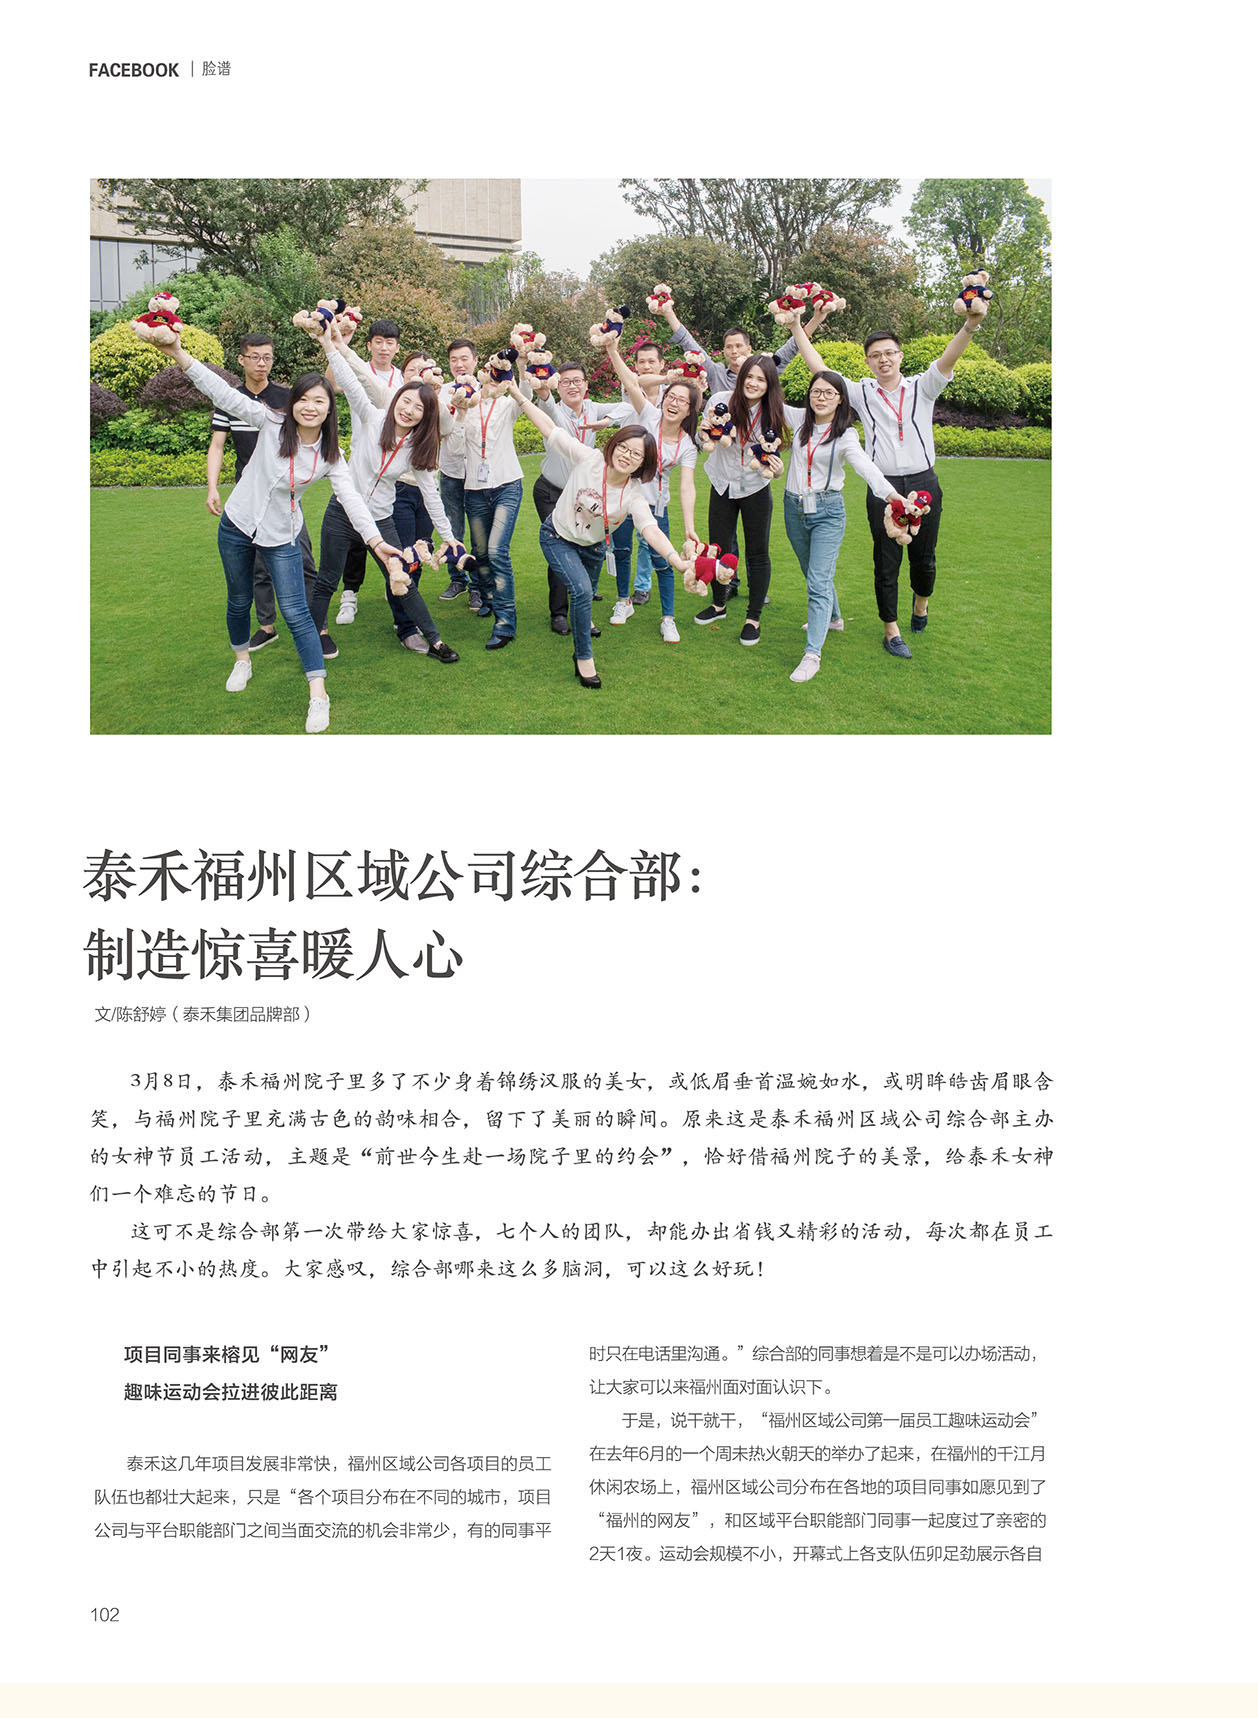 FACEBOOK | 脸谱
泰禾福州区域公司综合部：
制造惊喜暖人心
文/陈舒婷（泰禾集团品牌部）
3月8日，泰禾福州院子里多了不少身着锦绣汉服的美女，或低眉垂首温婉如水，或明眸皓齿眉眼含
笑，与福州院子里充满古色的韵味相合，留下了美丽的瞬间。原来这是泰禾福州区域公司综合部主办
的女神节员工活动，主题是“前世今生赴一场院子里的约会”，恰好借福州院子的美景，给泰禾女神
们一个难忘的节日。
这可不是综合部第一次带给大家惊喜，七个人的团队，却能办出省钱又精彩的活动，每次都在员工
中引起不小的热度。大家感叹，综合部哪来这么多脑洞，可以这么好玩！
项目同事来榕见“网友”
趣味运动会拉进彼此距离
泰禾这几年项目发展非常快，福州区域公司各项目的员工
队伍也都壮大起来，只是“各个项目分布在不同的城市，项目
公司与平台职能部门之间当面交流的机会非常少，有的同事平
时只在电话里沟通。”综合部的同事想着是不是可以办场活动，
让大家可以来福州面对面认识下。
于是，说干就干，“福州区域公司第一届员工趣味运动会”
在去年6月的一个周未热火朝天的举办了起来，在福州的千江月
休闲农场上，福州区域公司分布在各地的项目同事如愿见到了
“福州的网友”，和区域平台职能部门同事一起度过了亲密的
2天1夜。运动会规模不小，开幕式上各支队伍卯足劲展示各自
102